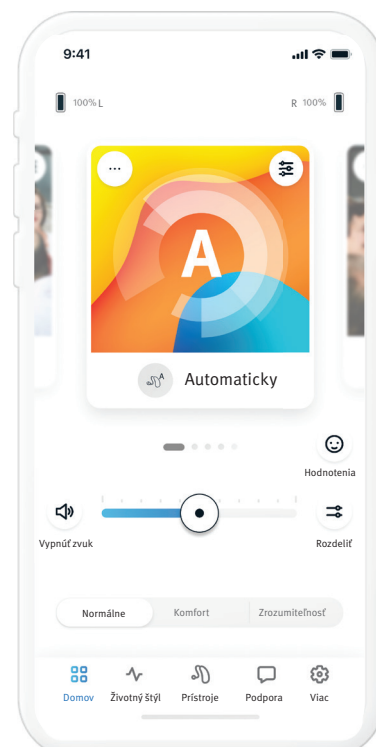 9:41
100% L
R 100%
A
A
Automaticky
Hodnotenia
Vypnúť zvuk
Rozdeliť
Normálne
Komfort
Zrozumiteľnosť
Domov
Životný štýl
Prístroje
Podpora
Viac